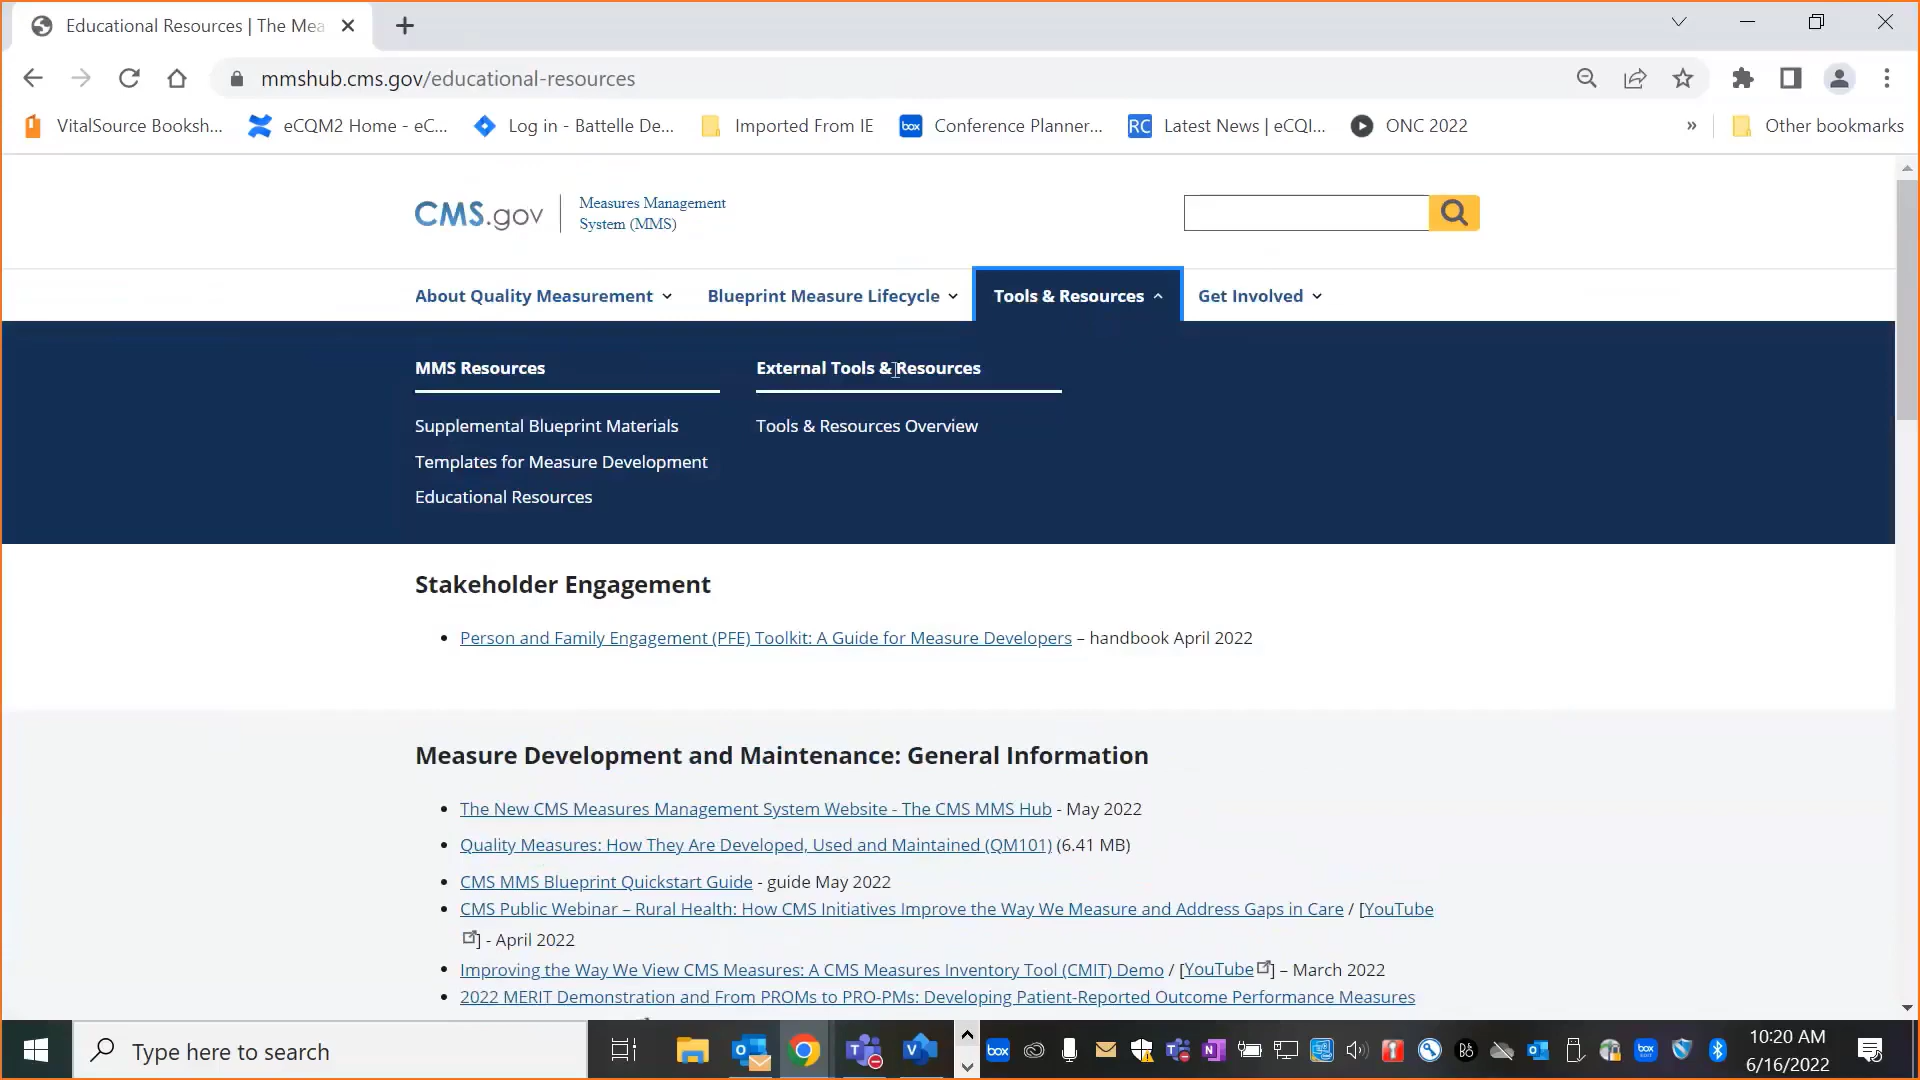 Educational Resources | The Mea
mmshub.cms.gov/educational-resources
VitalSource Booksh... eCQM2 Home - eC... Log in - Battelle De... Imported From IE box Conference Planner... RC Latest News | eCQI... ONC 2022 » Other bookmarks
CMS.gov Measures Management
System (MMS)
About Quality Measurement Blueprint Measure Lifecycle Tools & Resources Get Involved
MMS Resources External Tools & Resources
Supplemental Blueprint Materials Tools & Resources Overview
Templates for Measure Development
Educational Resources
Stakeholder Engagement
• Person and Family Engagement (PFE) Toolkit: A Guide for Measure Developers – handbook April 2022
Measure Development and Maintenance: General Information
• The New CMS Measures Management System Website - The CMS MMS Hub - May 2022
• Quality Measures: How They Are Developed, Used and Maintained (QM101) (6.41 MB)
• CMS MMS Blueprint Quickstart Guide - guide May 2022
• CMS Public Webinar – Rural Health: How CMS Initiatives Improve the Way We Measure and Address Gaps in Care / [YouTube
] - April 2022
• Improving the Way We View CMS Measures: A CMS Measures Inventory Tool (CMIT) Demo / [YouTube] – March 2022
• 2022 MERIT Demonstration and From PROMs to PRO-PMs: Developing Patient-Reported Outcome Performance Measures
Type here to search
box
10:20 AM
6/16/2022